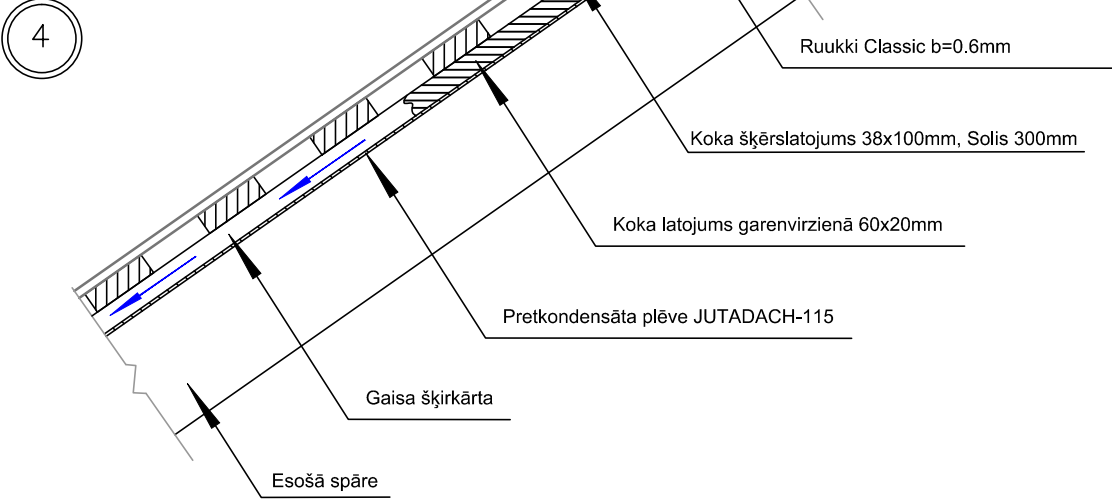 4
Ruukki Classic b=0.6mm
Koka šķērslatojums 38x100mm, Solis 300mm
Koka latojums garenvirzienā 60x20mm
Pretkondensāta plēve JUTADACH-115
Gaisa šķirkārta
Esošā spāre